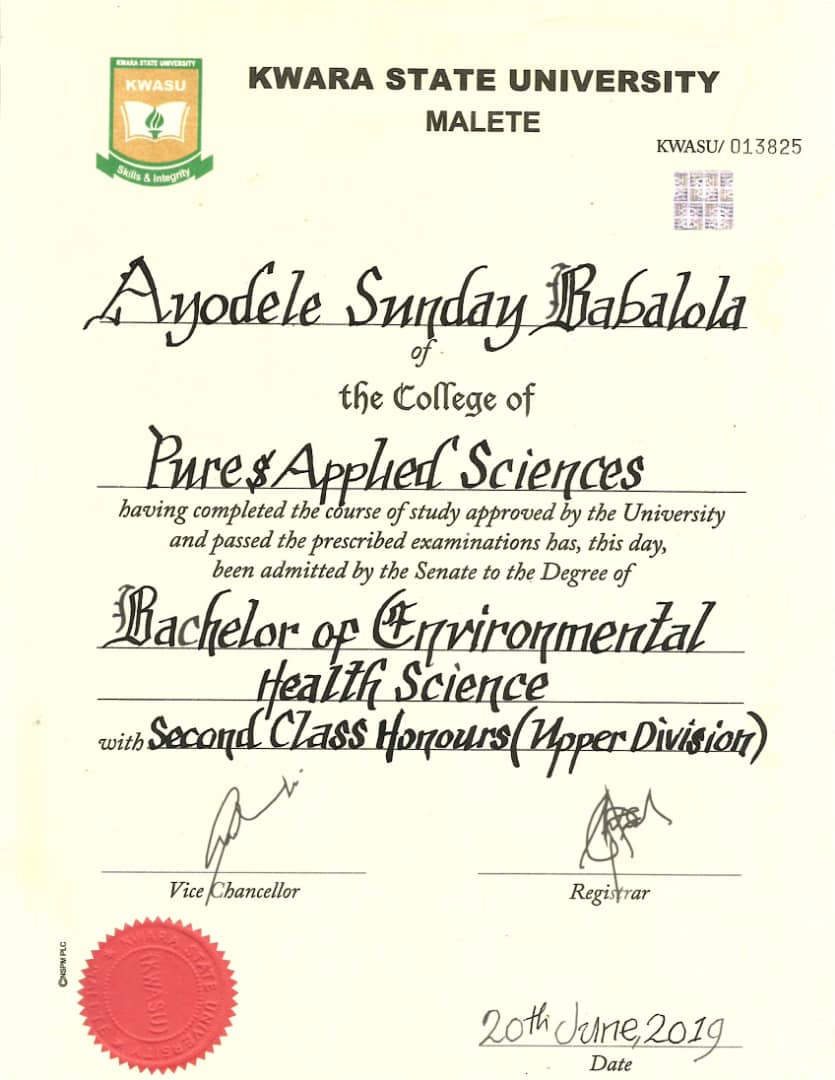 KWARA STATE UNIVERSITY
KWASU
Skills & Integrity
KWARA STATE UNIVERSITY
MALETE
KWASU/ 013825
Ayodele Sunday Babalola
of
the College of
Pure & Applied Sciences
having completed the course of study approved by the University
and passed the prescribed examinations has, this day,
been admitted by the Senate to the Degree of
Bachelor of Environmental
Health Science
with Second Class Honours (Upper Division)
Vice Chancellor
Registrar
©NSPM PLC
KWARA STATE UNIVERSITY
(KWASU)
20th June, 2019
Date